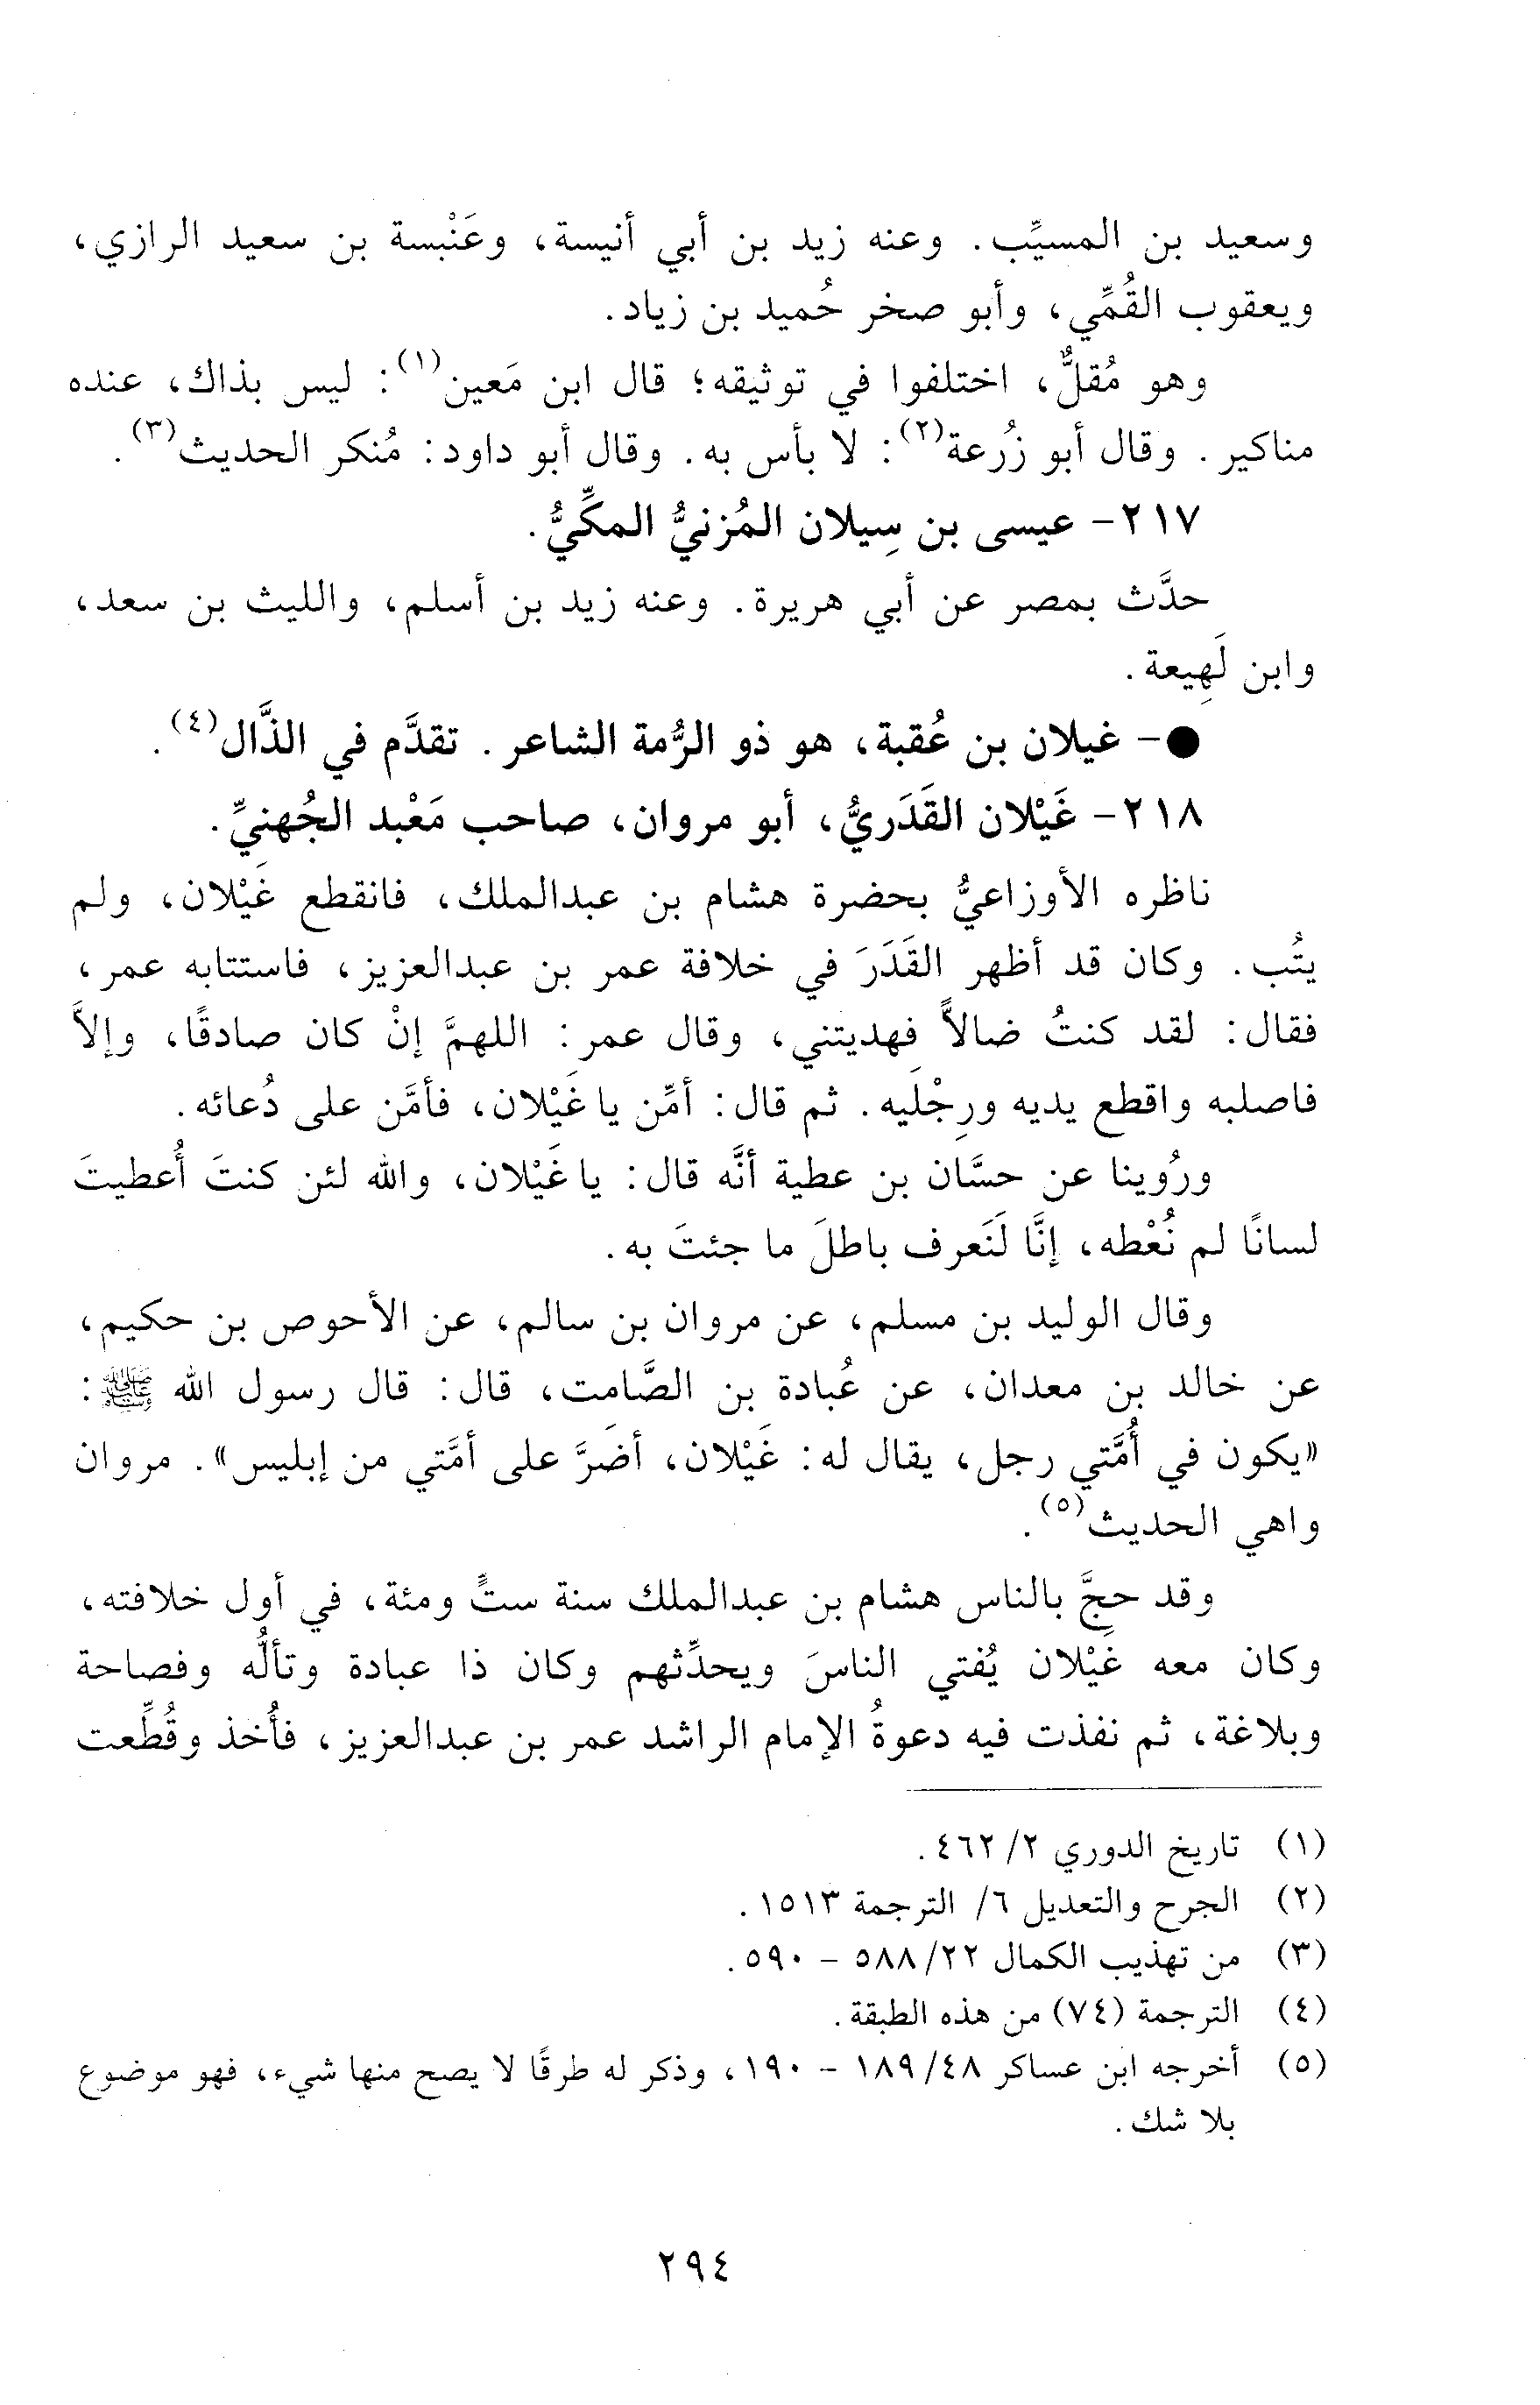 وسعيد بن المسيِّب. وعنه زيد بن أبي أنيسة، وعَنْبسة بن سعيد الرازي،
ويعقوب القُمِّي، وأبو صخر حُميد بن زياد.
وهو مُقلٌّ، اختلفوا في توثيقه؛ قال ابن مَعين(١): ليس بذاك، عنده
مناكير. وقال أبو زُرعة(٢): لا بأس به. وقال أبو داود: مُنكر الحديث(٣).
٢١٧- عيسى بن سِيلان المُزنيُّ المكِّيُّ.
حدَّث بمصر عن أبي هريرة. وعنه زيد بن أسلم، والليث بن سعد،
وابن لَهِيعة.
●- غيلان بن عُقبة، هو ذو الرُّمة الشاعر. تقدَّم في الذَّال(٤).
٢١٨- غَيْلان القَدَريُّ، أبو مروان، صاحب مَعْبد الجُهنيِّ.
ناظره الأوزاعيُّ بحضرة هشام بن عبدالملك، فانقطع غَيْلان، ولم
يتُب. وكان قد أظهر القَدَرَ في خلافة عمر بن عبدالعزيز، فاستتابه عمر،
فقال: لقد كنتُ ضالاًّ فهديتني، وقال عمر: اللهمَّ إنْ كان صادقًا، وإلاَّ
فاصلبه واقطع يديه ورِجْلَيه. ثم قال: أمِّن يا غَيْلان، فأمَّن على دُعائه.
ورُوينا عن حسَّان بن عطية أنَّه قال: يا غَيْلان، والله لئن كنتَ أُعطيتَ
لسانًا لم نُعْطه، إنَّا لَنَعرف باطلَ ما جئتَ به.
وقال الوليد بن مسلم، عن مروان بن سالم، عن الأحوص بن حكيم،
عن خالد بن معدان، عن عُبادة بن الصَّامت، قال: قال رسول الله ﷺ:
«يكون في أُمَّتي رجل، يقال له: غَيْلان، أضَرَّ على أمَّتي من إبليس». مروان
واهي الحديث(٥).
وقد حجَّ بالناس هشام بن عبدالملك سنة ستٍّ ومئة، في أول خلافته،
وكان معه غَيْلان يُفتي الناسَ ويحدِّثهم وكان ذا عبادة وتألُّه وفصاحة
وبلاغة، ثم نفذت فيه دعوةُ الإمام الراشد عمر بن عبدالعزيز، فأُخذ وقُطِّعت
(١) تاريخ الدوري ٢/ ٤٦٢.
(٢) الجرح والتعديل ٦/ الترجمة ١٥١٣.
(٣) من تهذيب الكمال ٢٢/ ٥٨٨ - ٥٩٠.
(٤) الترجمة (٧٤) من هذه الطبقة.
(٥) أخرجه ابن عساكر ٤٨/ ١٨٩ - ١٩٠، وذكر له طرقًا لا يصح منها شيء، فهو موضوع
بلا شك.
٢٩٤